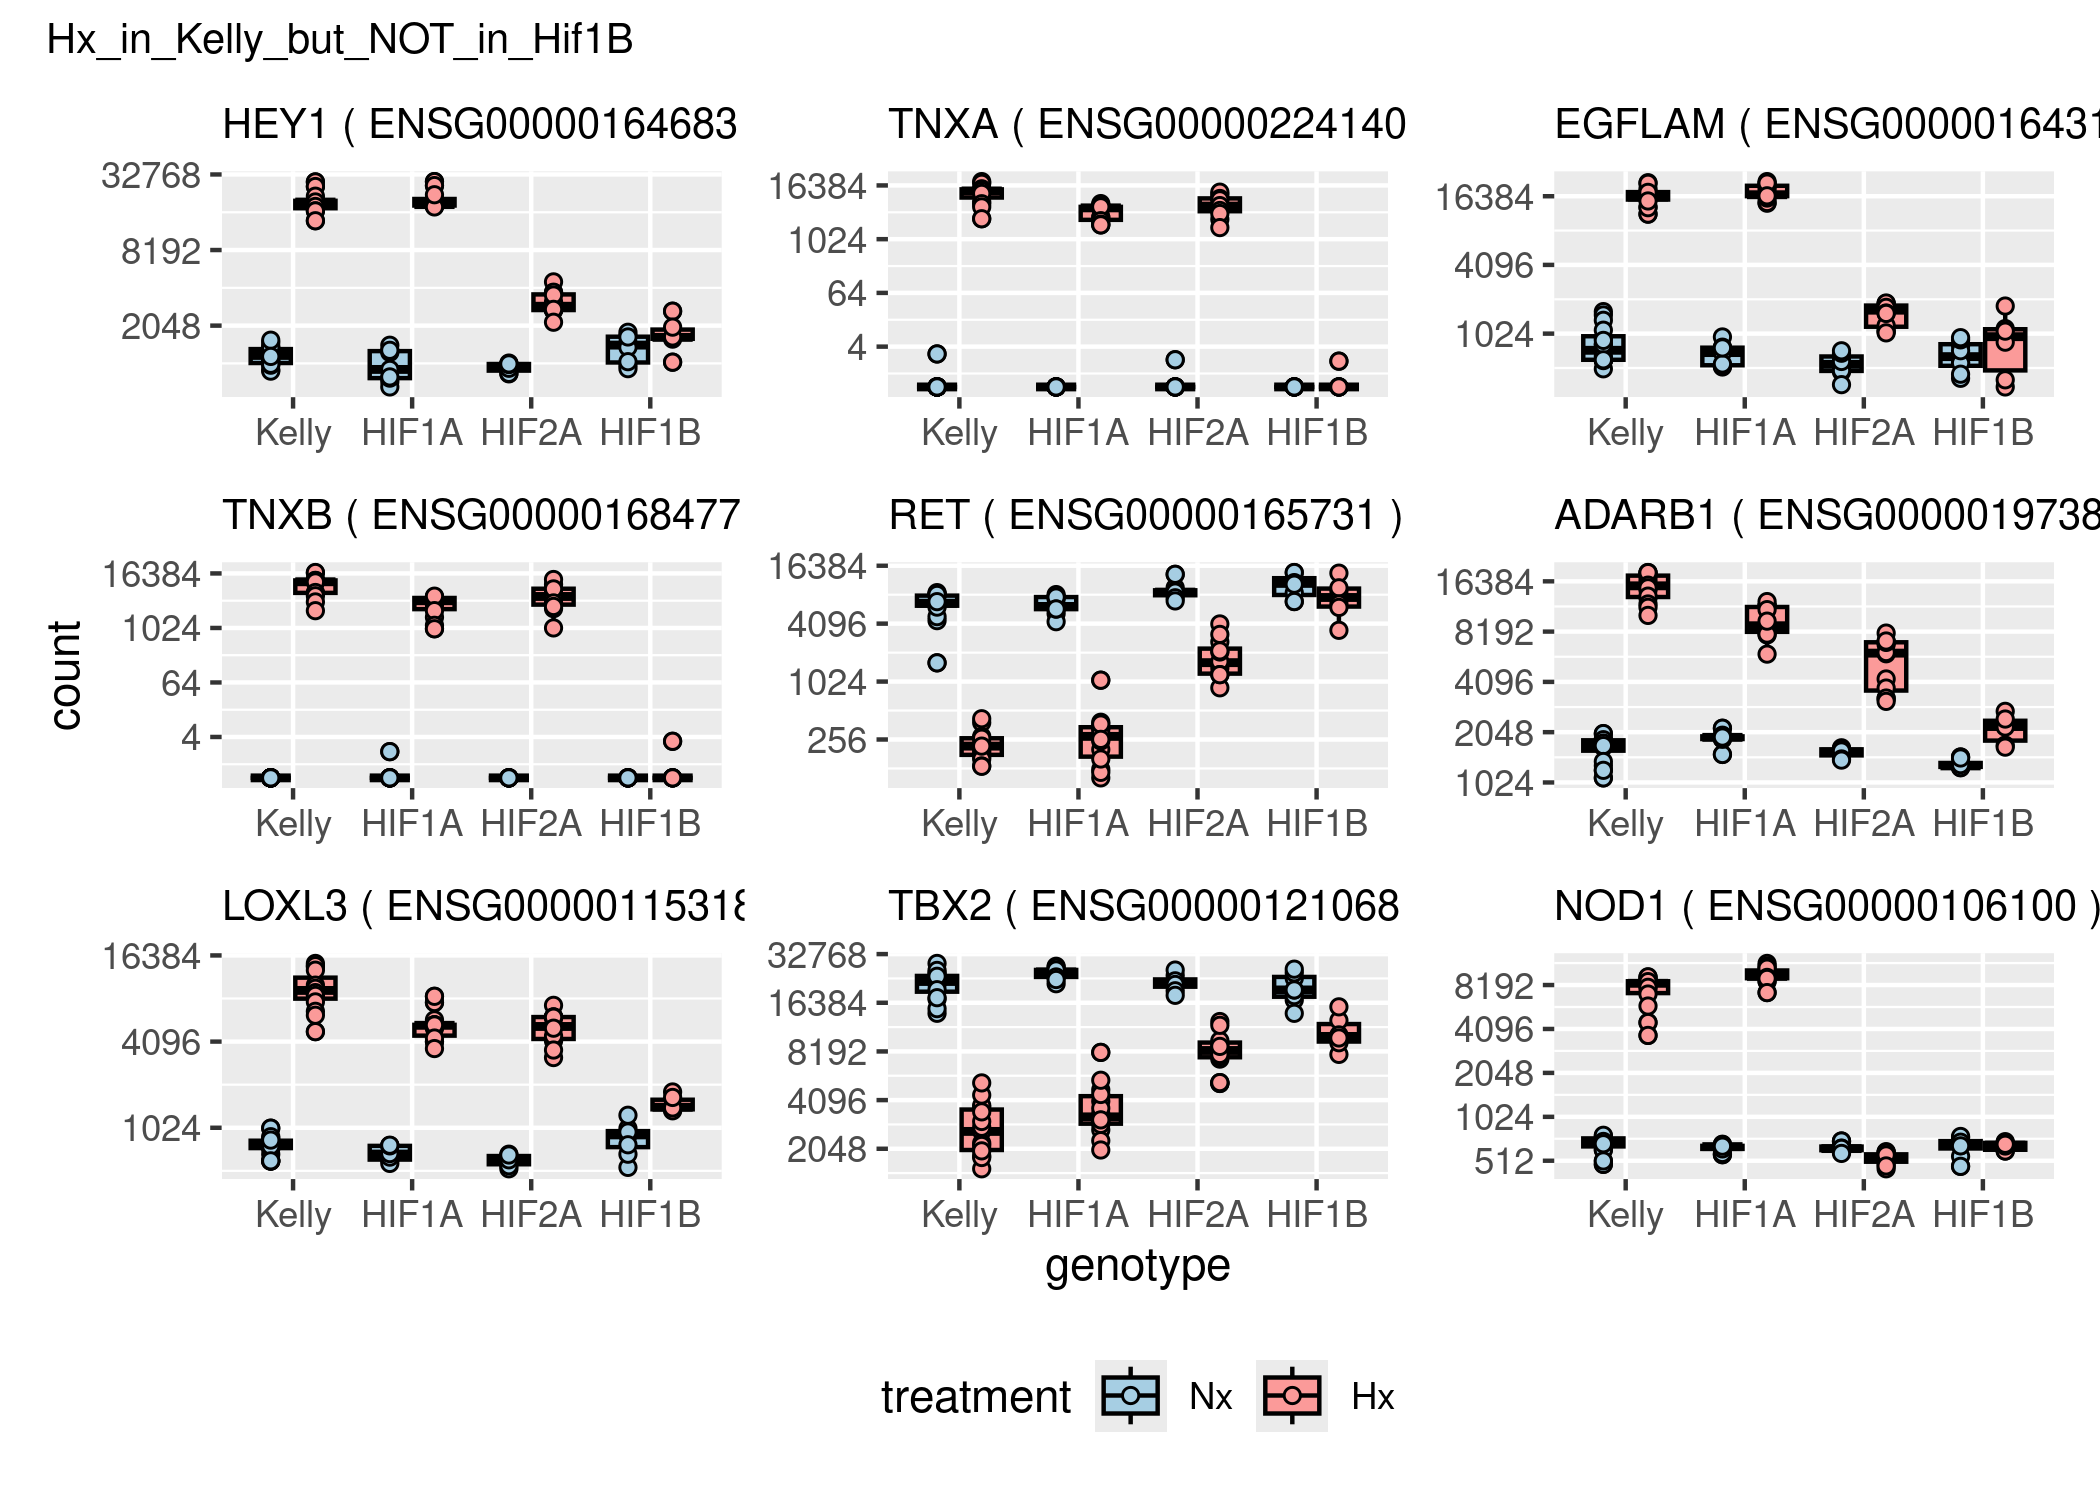 Hx_in_Kelly_but_NOT_in_Hif1B
HEY1 ( ENSG00000164683
TNXA ( ENSG00000224140
EGFLAM ( ENSG0000016431
32768
8192
2048
16384
1024
64
4
16384
4096
1024
Kelly HIF1A HIF2A HIF1B
Kelly HIF1A HIF2A HIF1B
Kelly HIF1A HIF2A HIF1B
TNXB ( ENSG00000168477
RET ( ENSG00000165731 )
ADARB1 ( ENSG0000019738
count
16384
1024
64
4
16384
4096
1024
256
16384
8192
4096
2048
1024
Kelly HIF1A HIF2A HIF1B
Kelly HIF1A HIF2A HIF1B
Kelly HIF1A HIF2A HIF1B
LOXL3 ( ENSG00000115318
TBX2 ( ENSG00000121068
NOD1 ( ENSG00000106100 )
16384
4096
1024
32768
16384
8192
4096
2048
8192
4096
2048
1024
512
Kelly HIF1A HIF2A HIF1B
Kelly HIF1A HIF2A HIF1B
Kelly HIF1A HIF2A HIF1B
genotype
treatment Nx Hx